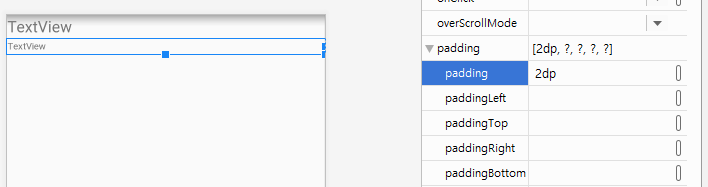 TextView
TextView
onClick
overScrollMode
padding [2dp, ?, ?, ?, ?]
padding 2dp
paddingLeft
paddingTop
paddingRight
paddingBottom